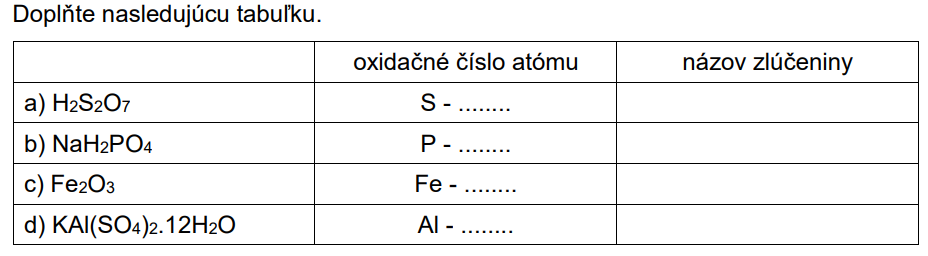 Doplňte nasledujúcu tabuľku.
oxidačné číslo atómu názov zlúčeniny
a) H2S2O7 S - ........
b) NaH2PO4 P - ........
c) Fe2O3 Fe - ........
d) KAl(SO4)2.12H2O Al - ........